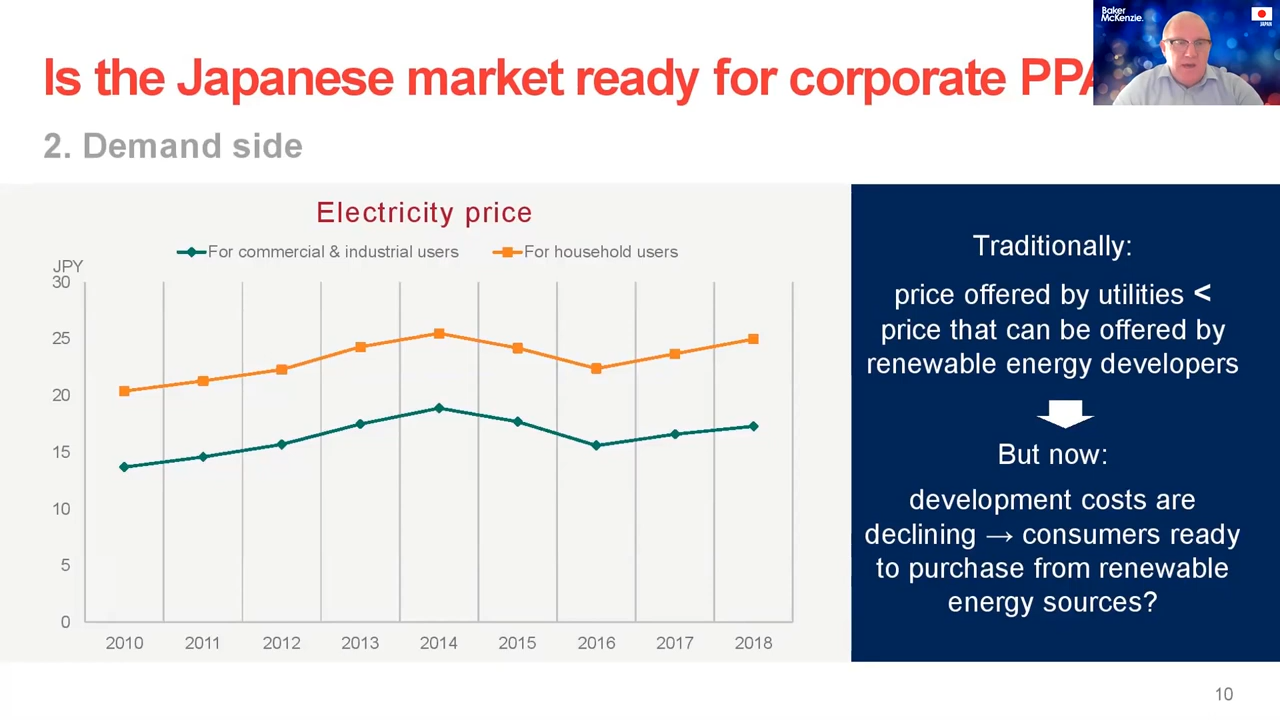 Is the Japanese market ready for corporate PPA
Baker
McKenzie.
JAPAN
2. Demand side
Electricity price
For commercial & industrial users
For household users
JPY
30
25
20
15
10
5
0
2010
2011
2012
2013
2014
2015
2016
2017
2018
Traditionally:
price offered by utilities <
price that can be offered by
renewable energy developers
But now:
development costs are
declining → consumers ready
to purchase from renewable
energy sources?
10